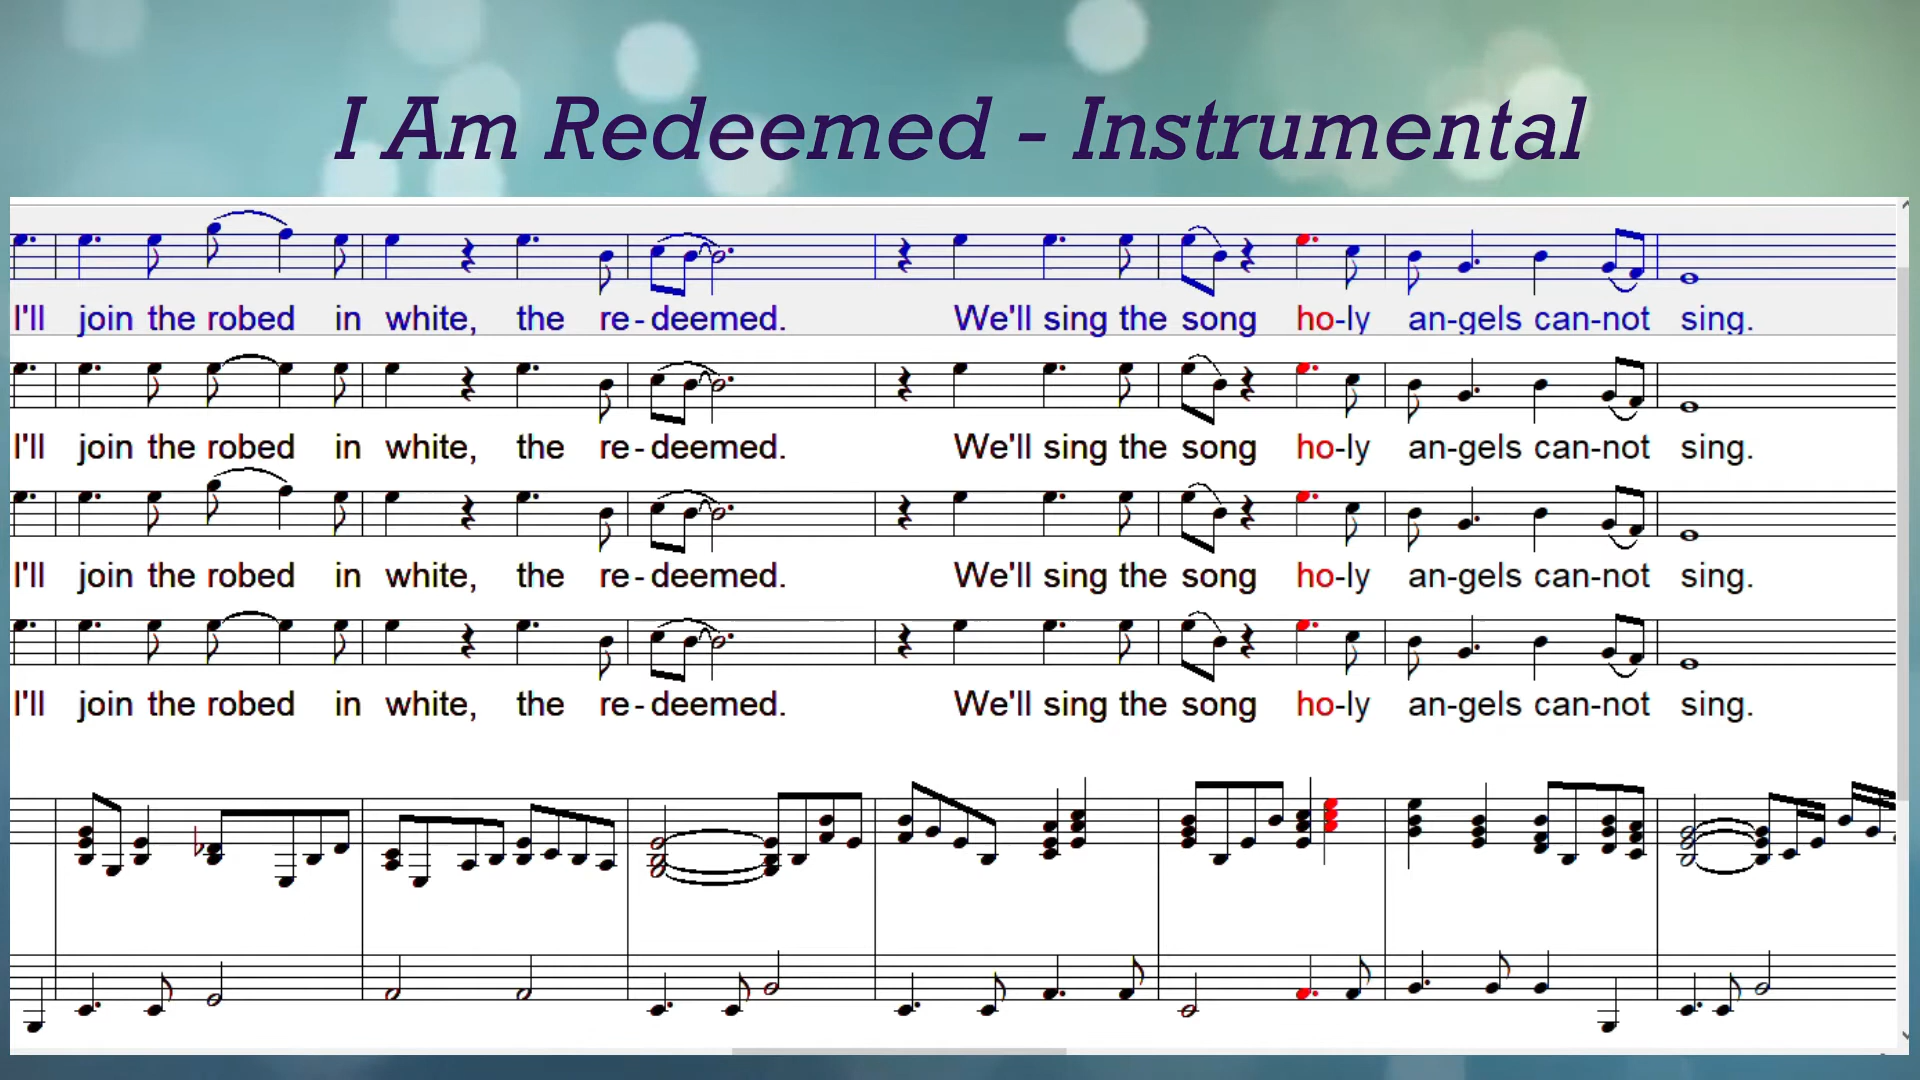 I Am Redeemed - Instrumental
I'll join the robed in white, the re-deemed. We'll sing the song ho-ly an-gels can-not sing.
I'll join the robed in white, the re-deemed. We'll sing the song ho-ly an-gels can-not sing.
I'll join the robed in white, the re-deemed. We'll sing the song ho-ly an-gels can-not sing.
I'll join the robed in white, the re-deemed. We'll sing the song ho-ly an-gels can-not sing.